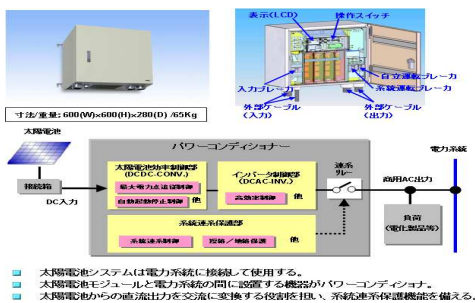 表示(LCD)
操作スイッチ
入力ブレーカ
自立運転ブレーカ
系統運転ブレーカ
外部ケーブル
(入力)
外部ケーブル
(出力)
寸法/重量; 600(W)×600(H)×280(D) /65Kg
太陽電池
パワーコンディショナー
電力系統
太陽電池効率制御部
(DCDC-CONV.)
インバータ制御部
(DCAC-INV.)
連系
リレー
商用AC出力
接続箱
最大電力点追従制御
自動起動停止制御
他
高効率制御
他
DC入力
系統連系保護部
系統連系制御
短絡/地絡保護
他
負荷
(電化製品等)
太陽電池システムは電力系統に接続して使用する。
太陽電池モジュールと電力系統の間に設置する機器がパワーコンディショナ。
太陽電池からの直流出力を交流に変換する役割を担い、系統連系保護機能を備える。